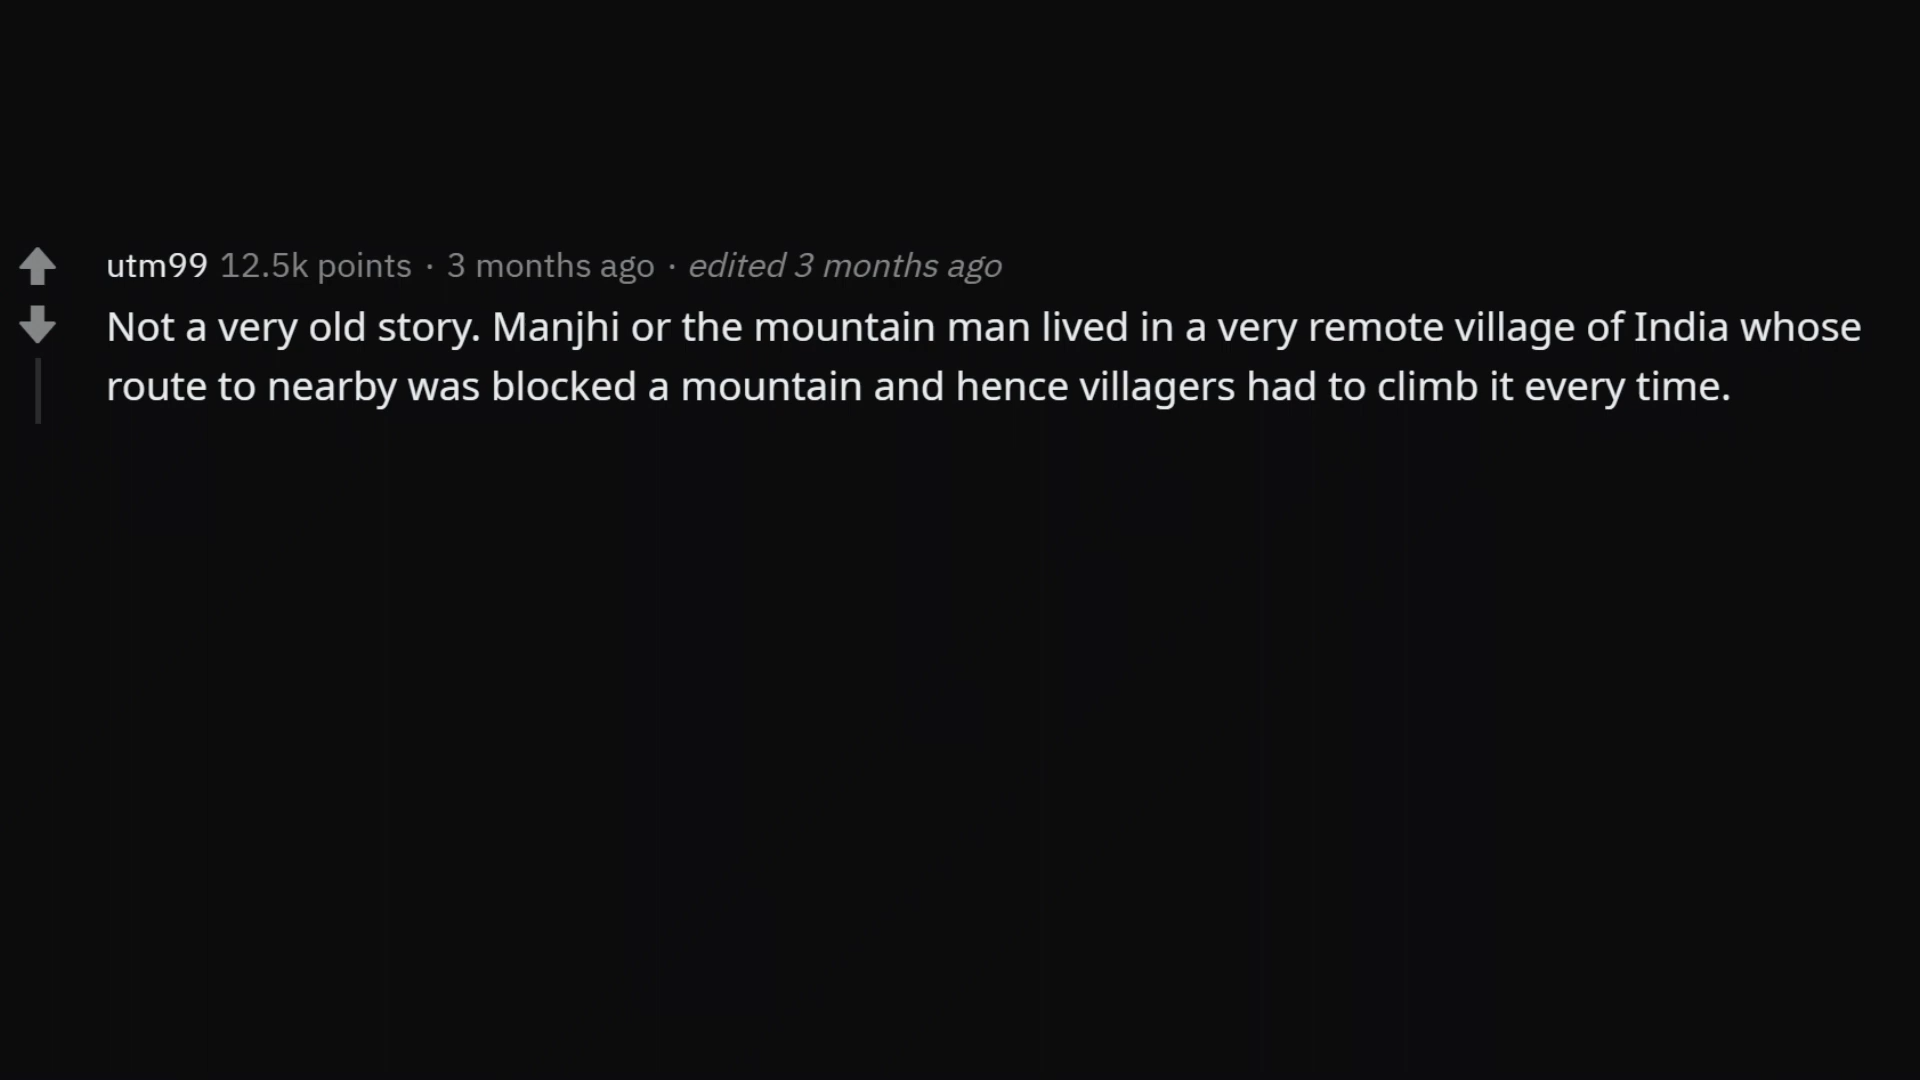 utm99 12.5k points · 3 months ago · edited 3 months ago
Not a very old story. Manjhi or the mountain man lived in a very remote village of India whose
route to nearby was blocked a mountain and hence villagers had to climb it every time.